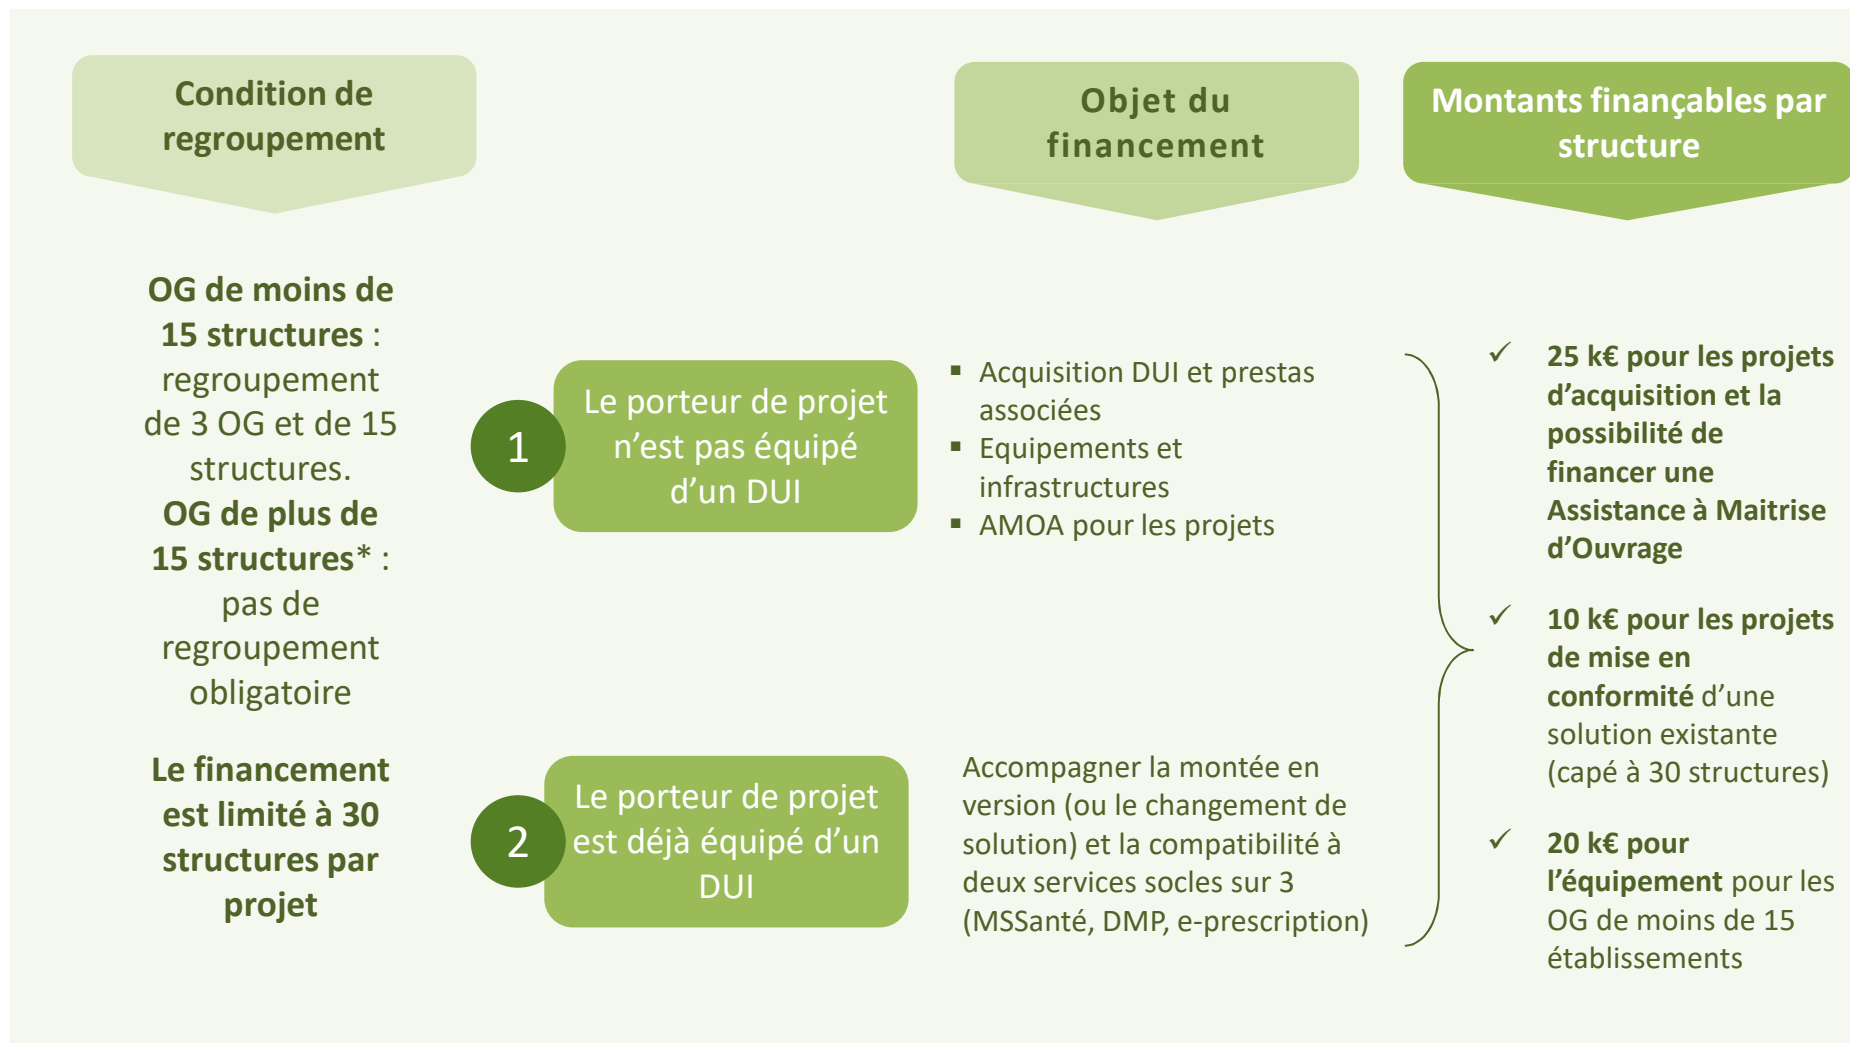 Condition de
regroupement
Objet du
financement
Montants finançables par
structure
OG de moins de
15 structures :
regroupement
de 3 OG et de 15
structures.
OG de plus de
15 structures* :
pas de
regroupement
obligatoire
Le financement
est limité à 30
structures par
projet
1
Le porteur de projet
n’est pas équipé
d’un DUI
▪ Acquisition DUI et prestas
associées
▪ Equipements et
infrastructures
▪ AMOA pour les projets
2
Le porteur de projet
est déjà équipé d’un
DUI
Accompagner la montée en
version (ou le changement de
solution) et la compatibilité à
deux services socles sur 3
(MSSanté, DMP, e-prescription)
✓ 25 k€ pour les projets
d’acquisition et la
possibilité de
financer une
Assistance à Maitrise
d’Ouvrage
✓ 10 k€ pour les projets
de mise en
conformité d’une
solution existante
(capé à 30 structures)
✓ 20 k€ pour
l’équipement pour les
OG de moins de 15
établissements